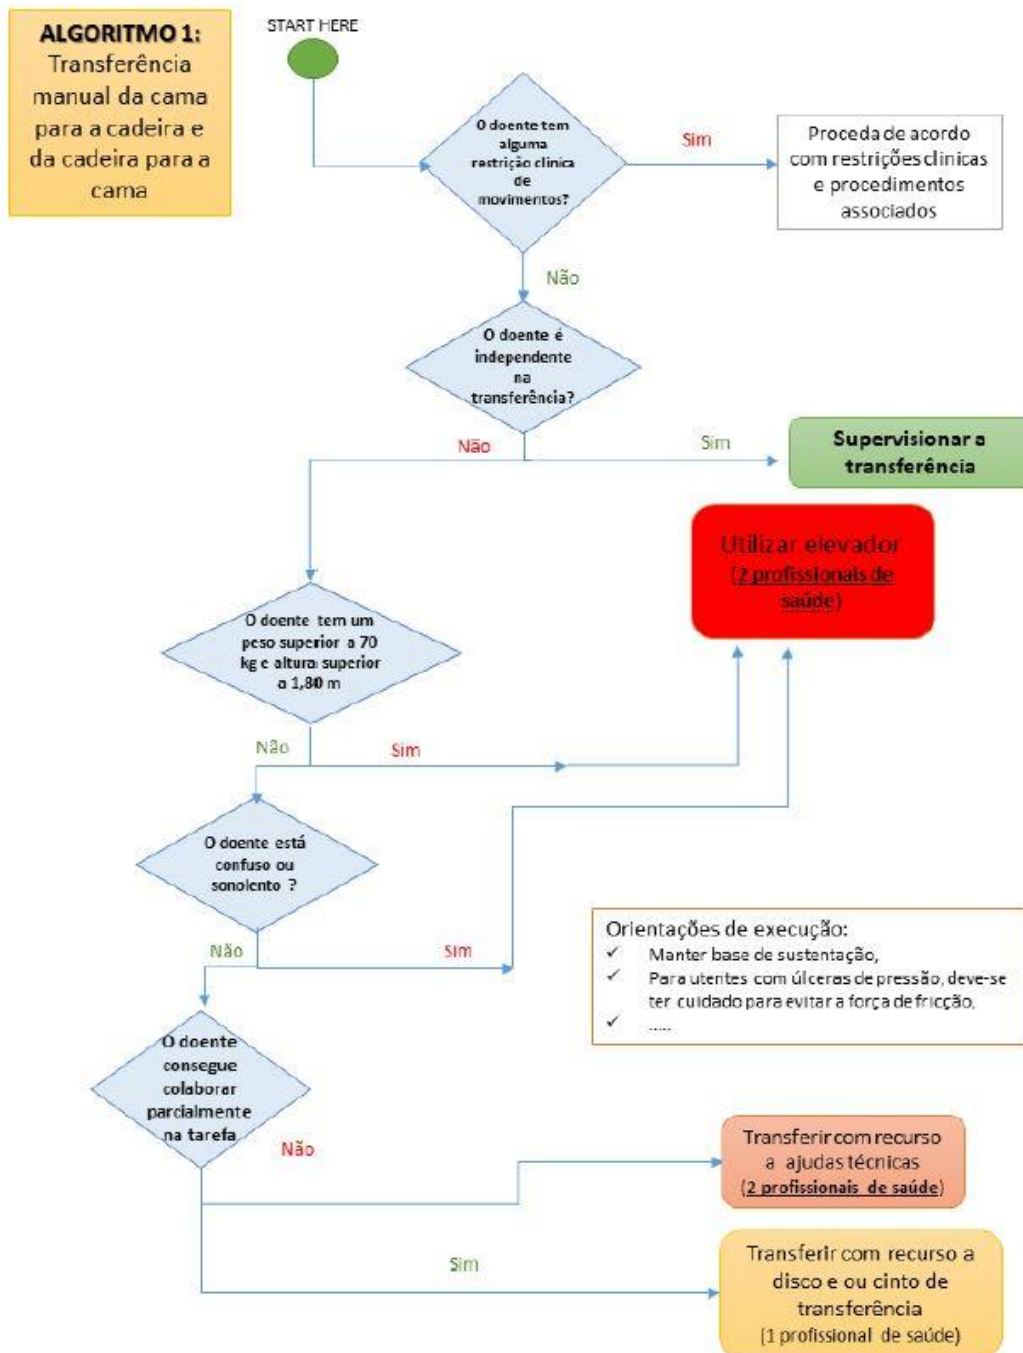 ALGORITMO 1:
Transferência
manual da cama
para a cadeira e
da cadeira para a
cama
START HERE
O doente tem
alguma
restrição clinica
de
movimentos?
Sim
Proceda de acordo
com restrições clinicas
e procedimentos
associados
Não
O doente é
independente
na
transferência?
Não
Sim
Supervisionar a
transferência
Utilizar elevador
(2 profissionais de
saúde)
O doente tem um
peso superior a 70
kg e altura superior
a 1,80 m
Não
Sim
O doente está
confuso ou
sonolento ?
Não
Sim
Orientações de execução:
✓ Manter base de sustentação,
✓ Para utentes com úlceras de pressão, deve-se
ter cuidado para evitar a força de fricção,
✓ .....
O doente
consegue
colaborar
parcialmente
na tarefa
Não
Transferir com recurso
a ajudas técnicas
(2 profissionais de saúde)
Sim
Transferir com recurso a
disco e ou cinto de
transferência
(1 profissional de saúde)